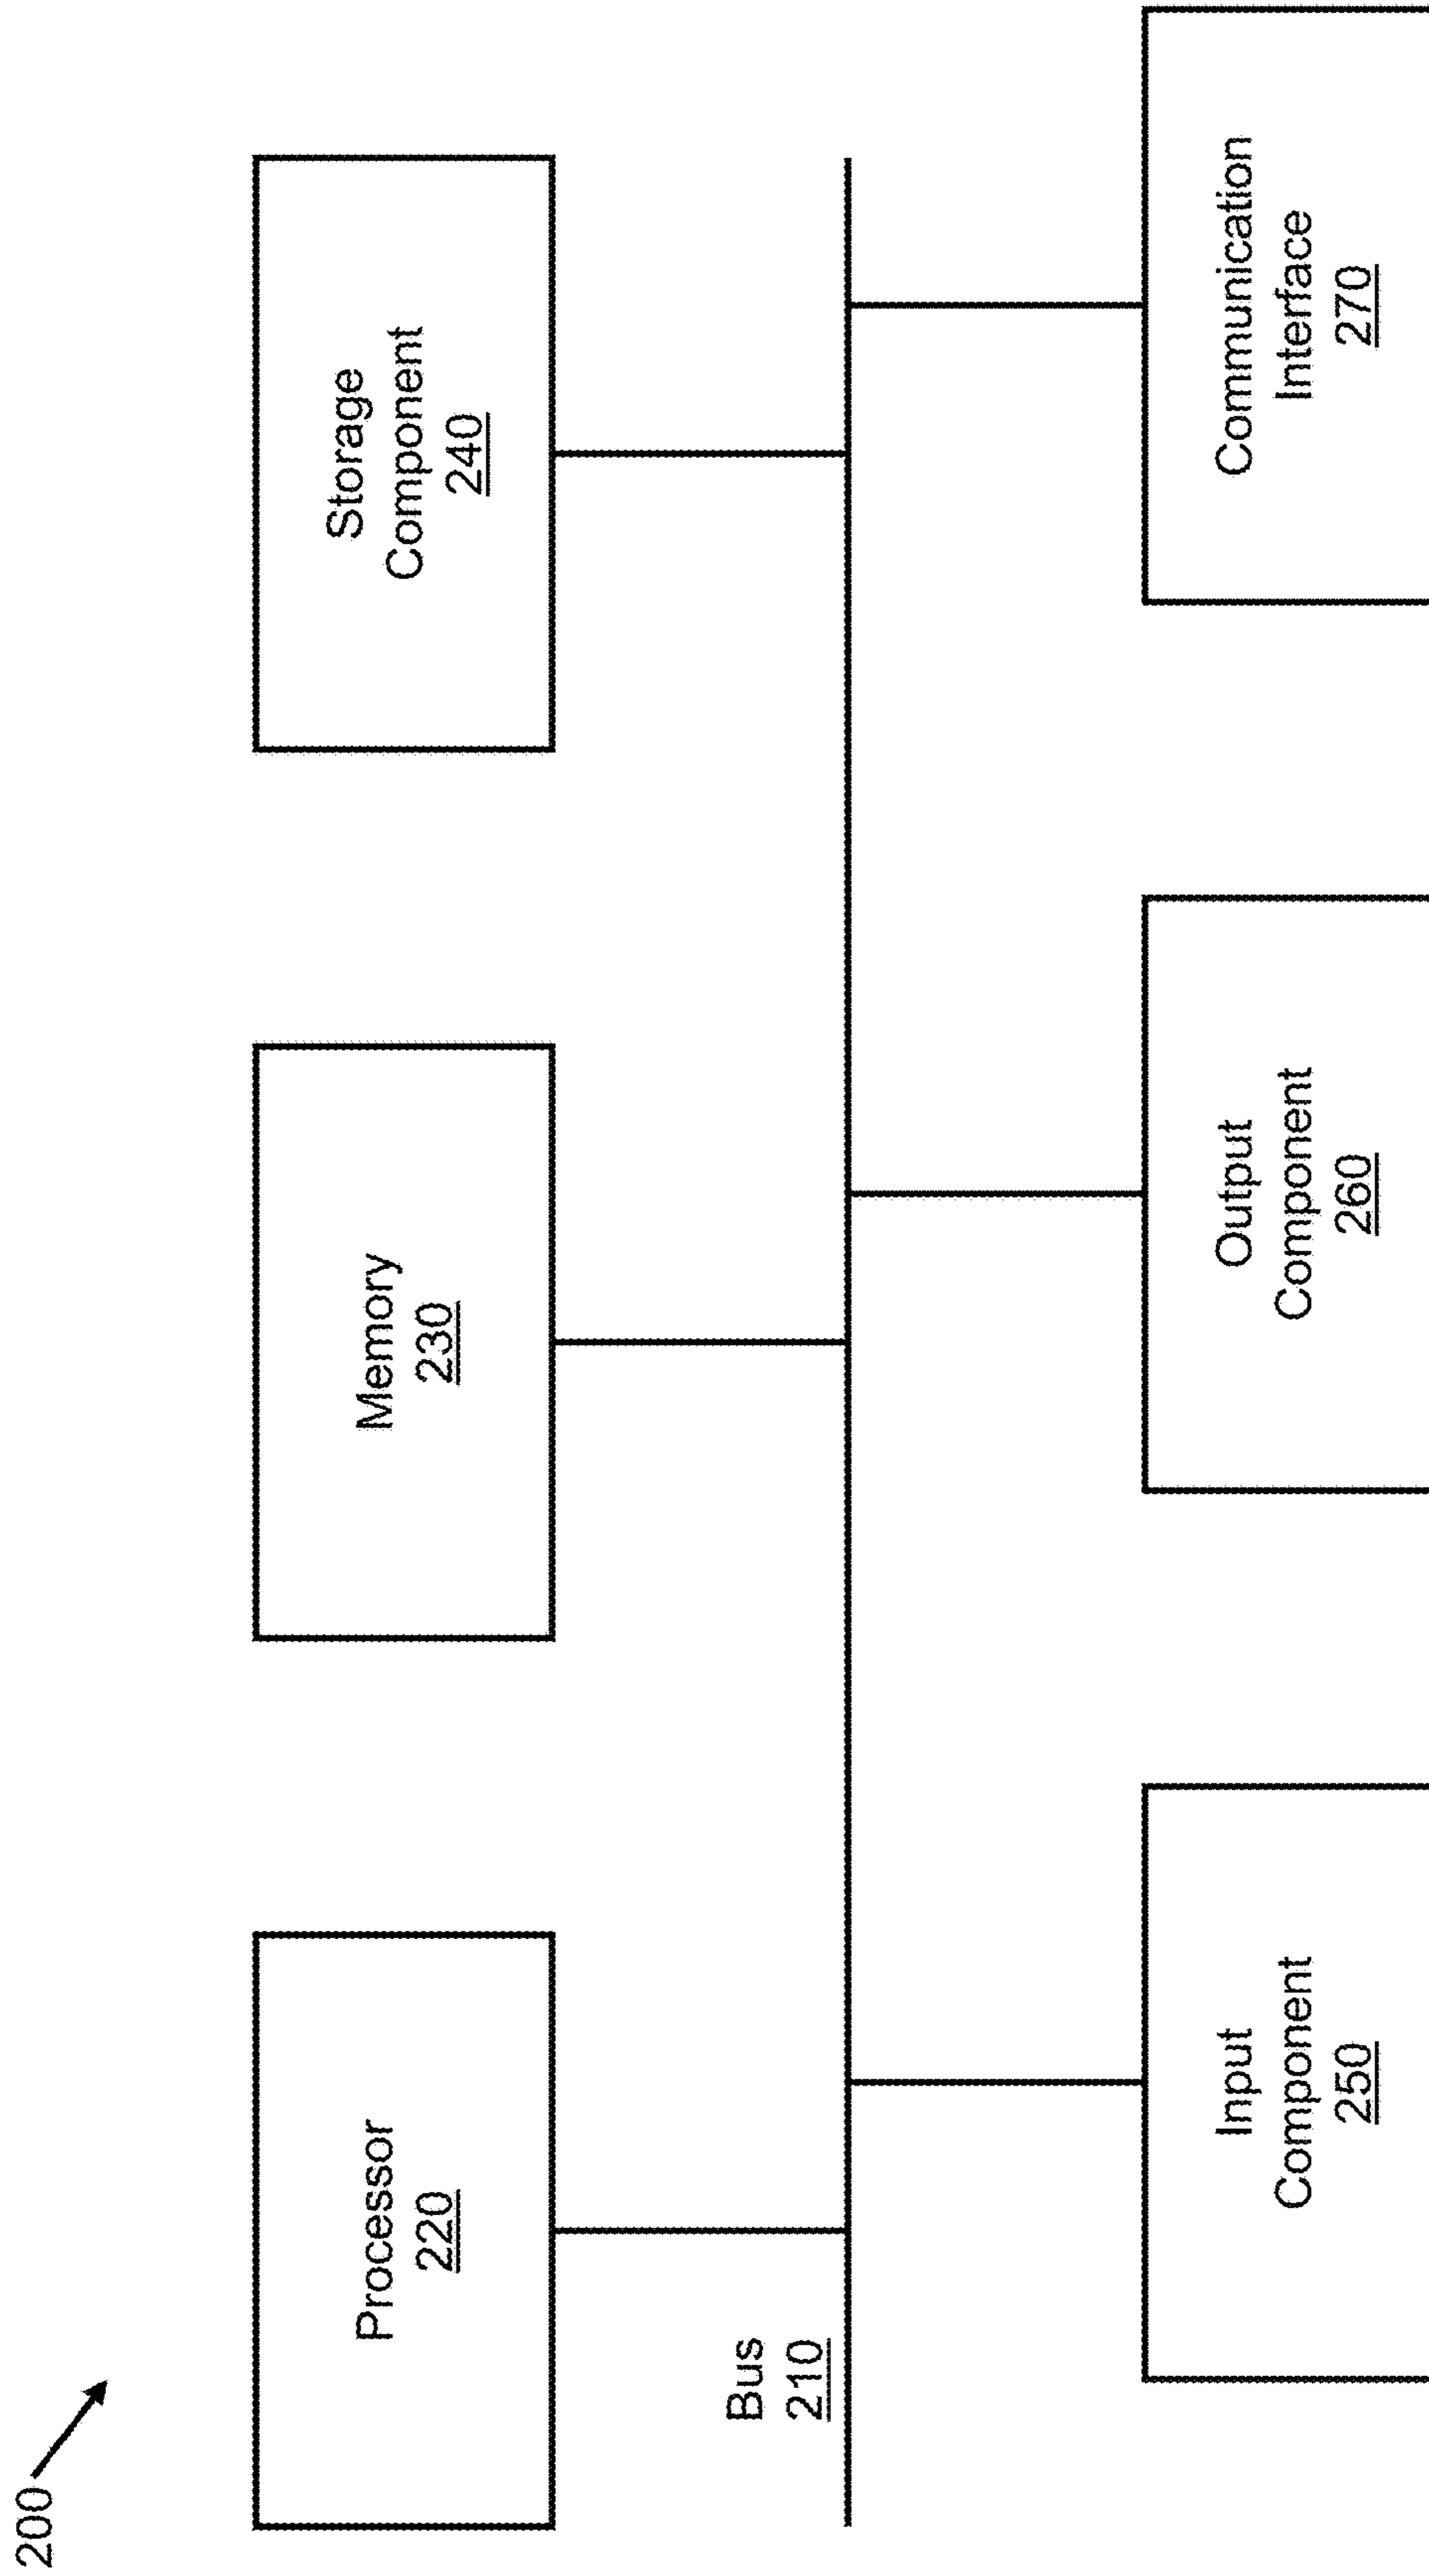 200
Processor
220
Memory
230
Storage
Component
240
Bus
210
Input
Component
250
Output
Component
260
Communication
Interface
270